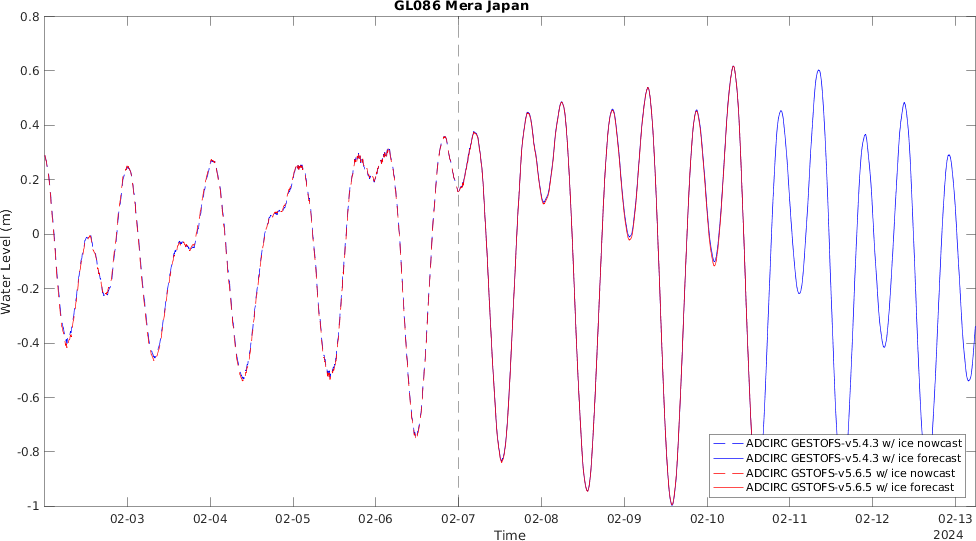 GL086 Mera Japan
Water Level (m)
0.8
0.6
0.4
0.2
0
-0.2
-0.4
-0.6
-0.8
-1
ADCIRC GESTOFS-v5.4.3 w/ ice nowcast
ADCIRC GESTOFS-v5.4.3 w/ ice forecast
ADCIRC GSTOFS-v5.6.5 w/ ice nowcast
ADCIRC GSTOFS-v5.6.5 w/ ice forecast
02-03 02-04 02-05 02-06 02-07 02-08 02-09 02-10 02-11 02-12 02-13
Time
2024